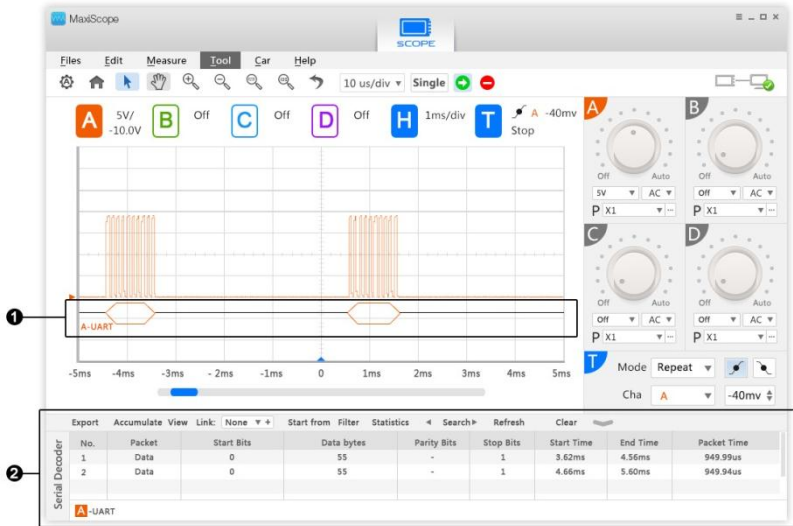 MaxiScope
SCOPE
Files Edit Measure Tool Car Help
10 us/div Single
A 5V/ -10.0V B Off C Off D Off H 1ms/div T A -40mv Stop
A B
Off Auto Off Auto
5V AC Off AC
P X1 ... P X1 ...
C D
Off Auto Off Auto
Off AC Off AC
P X1 ... P X1 ...
1
A-UART
-5ms -4ms -3ms - 2ms -1ms 0 1ms 2ms 3ms 4ms 5ms
T Mode Repeat
Cha A -40mv
2
Export Accumulate View Link: None + Start from Filter Statistics Search Refresh Clear
Serial Decoder
No. Packet Start Bits Data bytes Parity Bits Stop Bits Start Time End Time Packet Time
1 Data 0 55 - 1 3.62ms 4.56ms 949.99us
2 Data 0 55 - 1 4.66ms 5.60ms 949.94us
A -UART